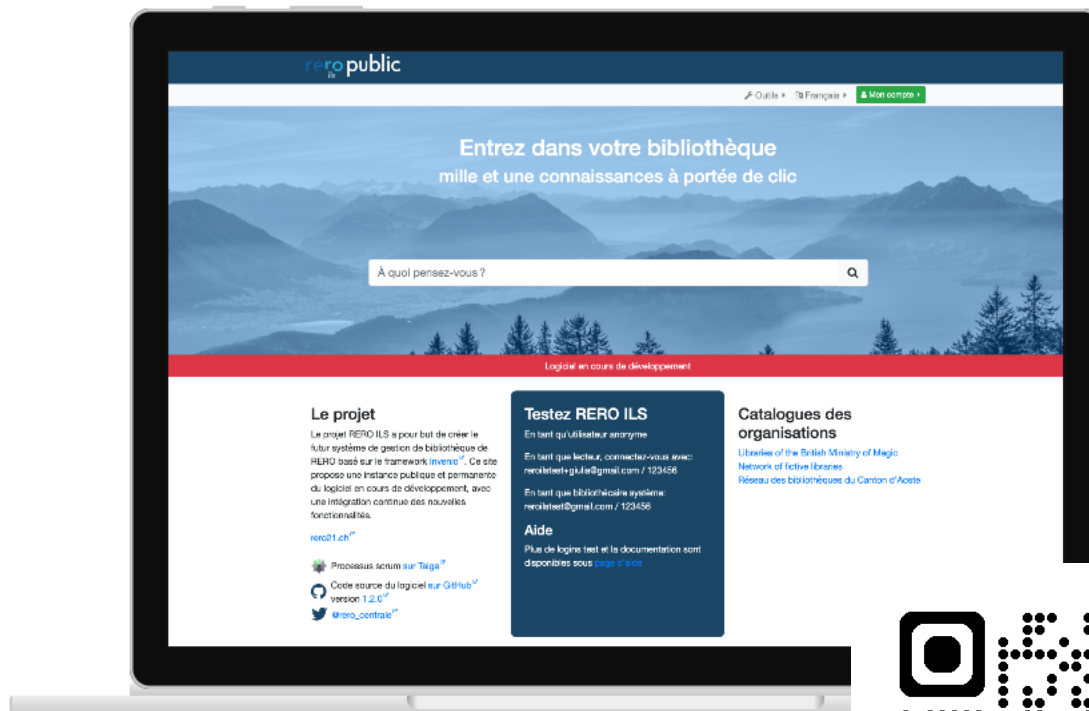 rero public
ils
Outils
Français
Mon compte
Entrez dans votre bibliothèque
mille et une connaissances à portée de clic
À quoi pensez-vous ?
Logiciel en cours de développement
Le projet
Le projet RERO ILS a pour but de créer le
futur système de gestion de bibliothèque de
RERO basé sur le framework Invenio. Ce site
propose une instance publique et permanente
du logiciel en cours de développement, avec
une intégration continue des nouvelles
fonctionnalités.
rero21.ch
Processus scrum sur Taiga
Code source du logiciel sur GitHub
version 1.2.0
@rero_centrale
Testez RERO ILS
En tant qu'utilisateur anonyme
En tant que lecteur, connectez-vous avec:
reroilstest+giulia@gmail.com / 123456
En tant que bibliothécaire système:
reroilstest@gmail.com / 123456
Aide
Plus de logins test et la documentation sont
disponibles sous page d'aide
Catalogues des
organisations
Libraries of the British Ministry of Magic
Network of fictive libraries
Réseau des bibliothèques du Canton d'Aoste